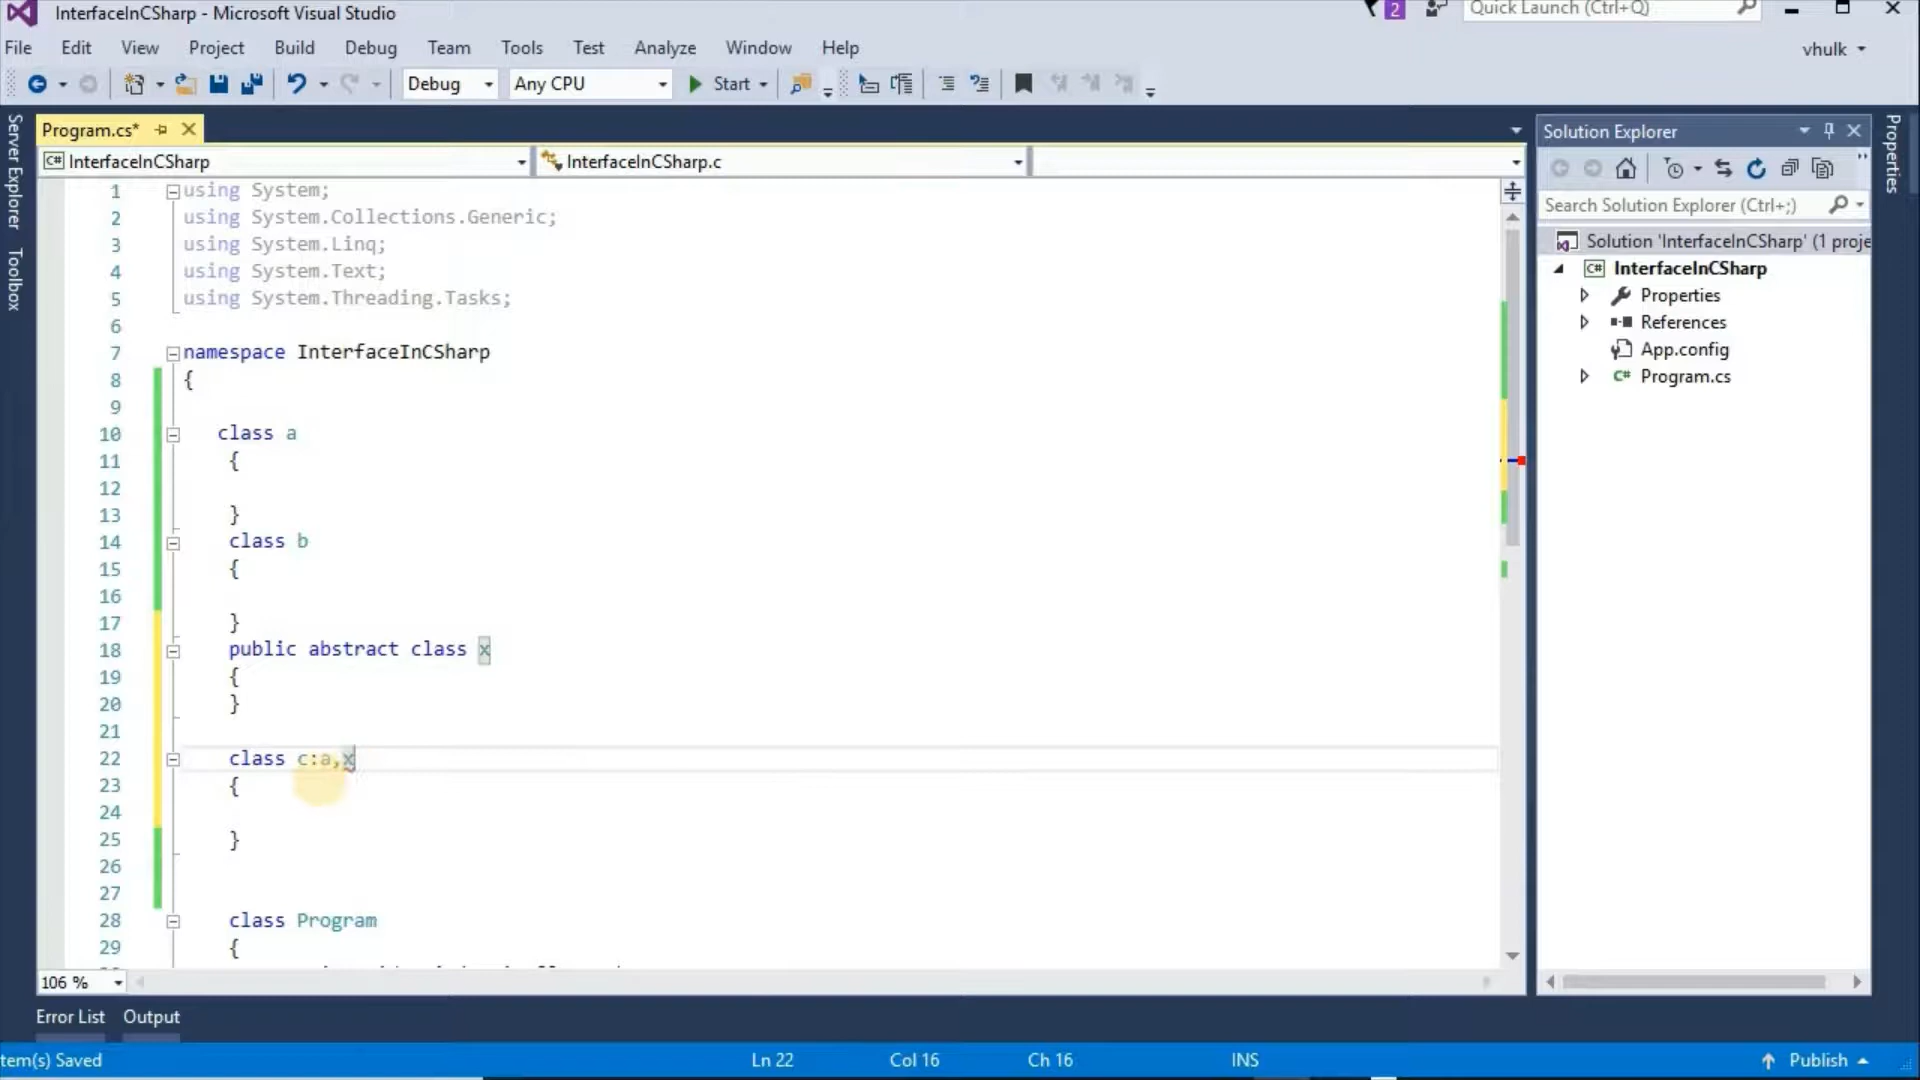 InterfaceInCSharp - Microsoft Visual Studio
2
Quick Launch (Ctrl+Q)
File Edit View Project Build Debug Team Tools Test Analyze Window Help
vhulk
Debug Any CPU Start
Server Explorer
Toolbox
Program.cs*
InterfaceInCSharp
InterfaceInCSharp.c
1 using System;
2 using System.Collections.Generic;
3 using System.Linq;
4 using System.Text;
5 using System.Threading.Tasks;
6
7 namespace InterfaceInCSharp
8 {
9
10 class a
11 {
12
13 }
14 class b
15 {
16
17 }
18 public abstract class x
19 {
20 }
21
22 class c:a,x
23 {
24
25 }
26
27
28 class Program
29 {
106 %
Solution Explorer
Search Solution Explorer (Ctrl+;)
Solution 'InterfaceInCSharp' (1 proje
C# InterfaceInCSharp
Properties
References
App.config
C# Program.cs
Properties
Error List Output
tem(s) Saved
Ln 22 Col 16 Ch 16 INS
Publish